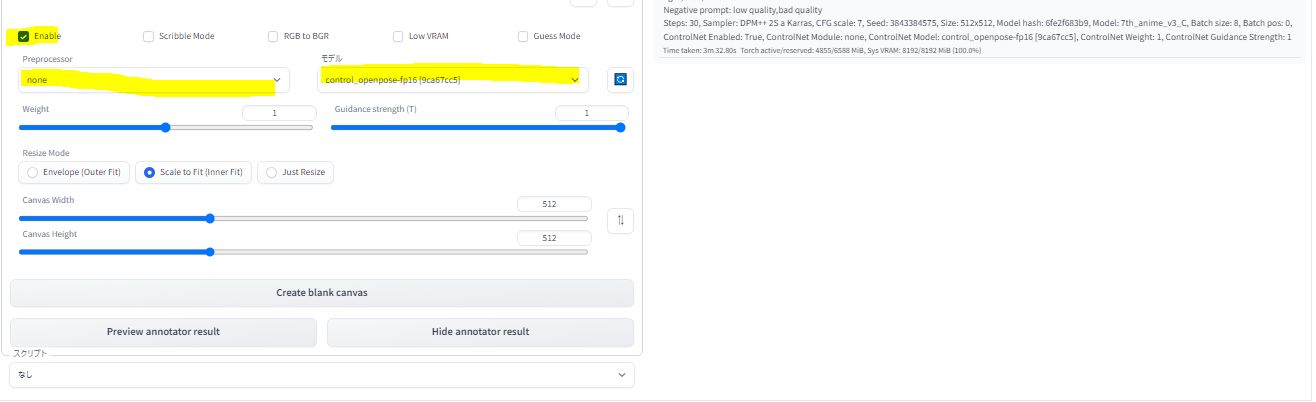 Negative prompt: low quality,bad quality
Steps: 30, Sampler: DPM++ 2S a Karras, CFG scale: 7, Seed: 3843384575, Size: 512x512, Model hash: 6fe2f683b9, Model: 7th_anime_v3_C, Batch size: 8, Batch pos: 0,
ControlNet Enabled: True, ControlNet Module: none, ControlNet Model: control_openpose-fp16 [9ca67cc5], ControlNet Weight: 1, ControlNet Guidance Strength: 1
Time taken: 3m 32.80s Torch active/reserved: 4855/6588 MiB, Sys VRAM: 8192/8192 MiB (100.0%)
Enable
Scribble Mode
RGB to BGR
Low VRAM
Guess Mode
Preprocessor
モデル
none
control_openpose-fp16 [9ca67cc5]
Weight
1
Guidance strength (T)
1
Resize Mode
Envelope (Outer Fit)
Scale to Fit (Inner Fit)
Just Resize
Canvas Width
512
Canvas Height
512
Create blank canvas
Preview annotator result
Hide annotator result
スクリプト
なし